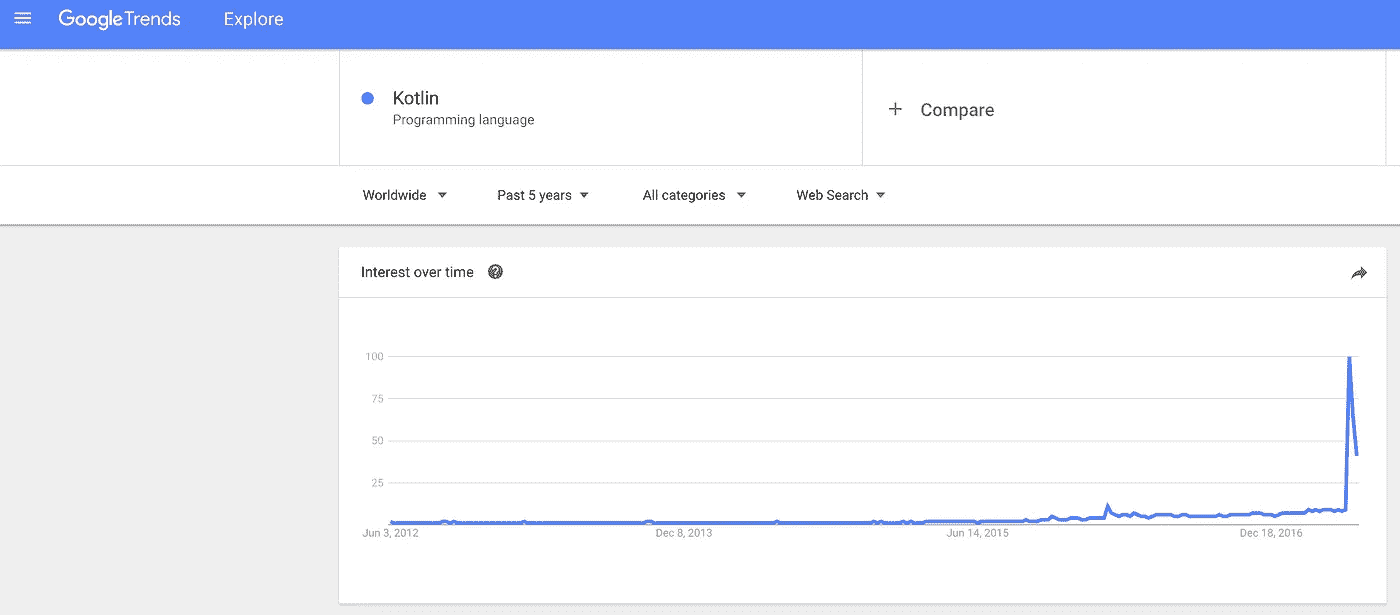 Google Trends Explore
Kotlin
Programming language
+ Compare
Worldwide Past 5 years All categories Web Search
Interest over time ?
100
75
50
25
Jun 3, 2012 Dec 8, 2013 Jun 14, 2015 Dec 18, 2016